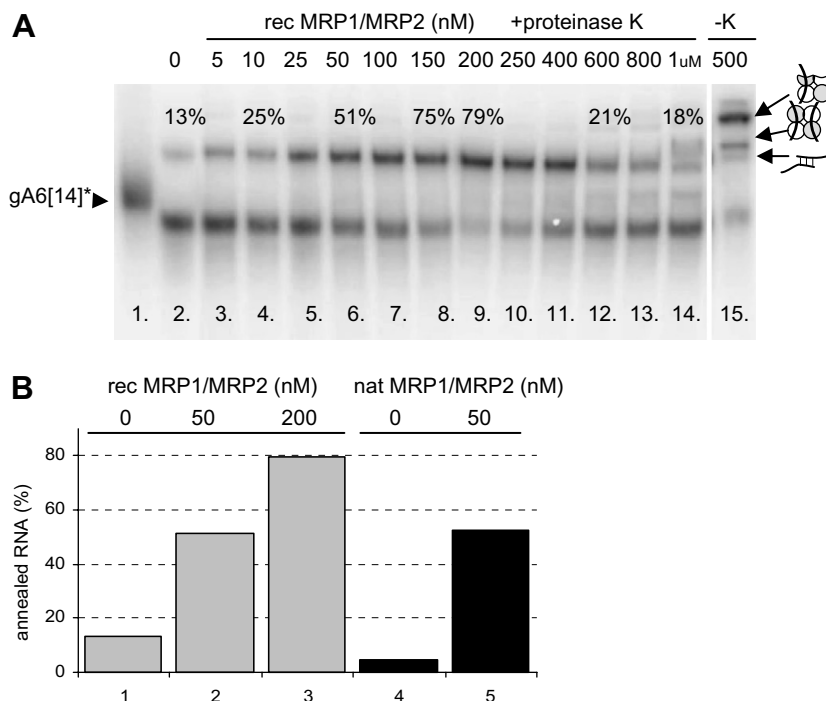 A
rec MRP1/MRP2 (nM) +proteinase K -K
0 5 10 25 50 100 150 200 250 400 600 800 1uM 500
13% 25% 51% 75% 79% 21% 18%
gA6[14]*
1. 2. 3. 4. 5. 6. 7. 8. 9. 10. 11. 12. 13. 14. 15.
B
rec MRP1/MRP2 (nM) nat MRP1/MRP2 (nM)
0 50 200 0 50
annealed RNA (%)
80
60
40
20
0
1 2 3 4 5